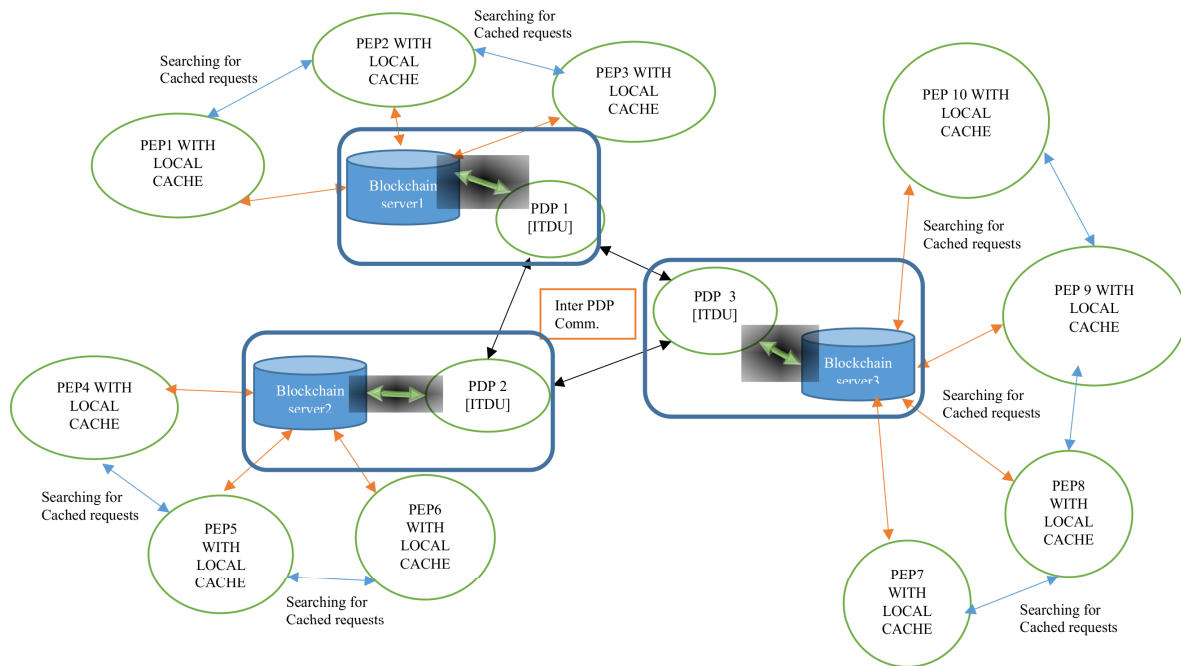 Searching for
Cached requests
PEP2 WITH
LOCAL
CACHE
Searching for
Cached requests
PEP3 WITH
LOCAL
CACHE
PEP1 WITH
LOCAL
CACHE
Blockchain
server1
PDP 1
[ITDU]
PEP 10 WITH
LOCAL
CACHE
Searching for
Cached requests
PEP 9 WITH
LOCAL
CACHE
Inter PDP
Comm.
PDP 3
[ITDU]
Blockchain
server3
PEP4 WITH
LOCAL
CACHE
Blockchain
server2
PDP 2
[ITDU]
Searching for
Cached requests
Searching for
Cached requests
PEP5
WITH
LOCAL
CACHE
PEP6
WITH
LOCAL
CACHE
Searching for
Cached requests
PEP8
WITH
LOCAL
CACHE
PEP7
WITH
LOCAL
CACHE
Searching for
Cached requests